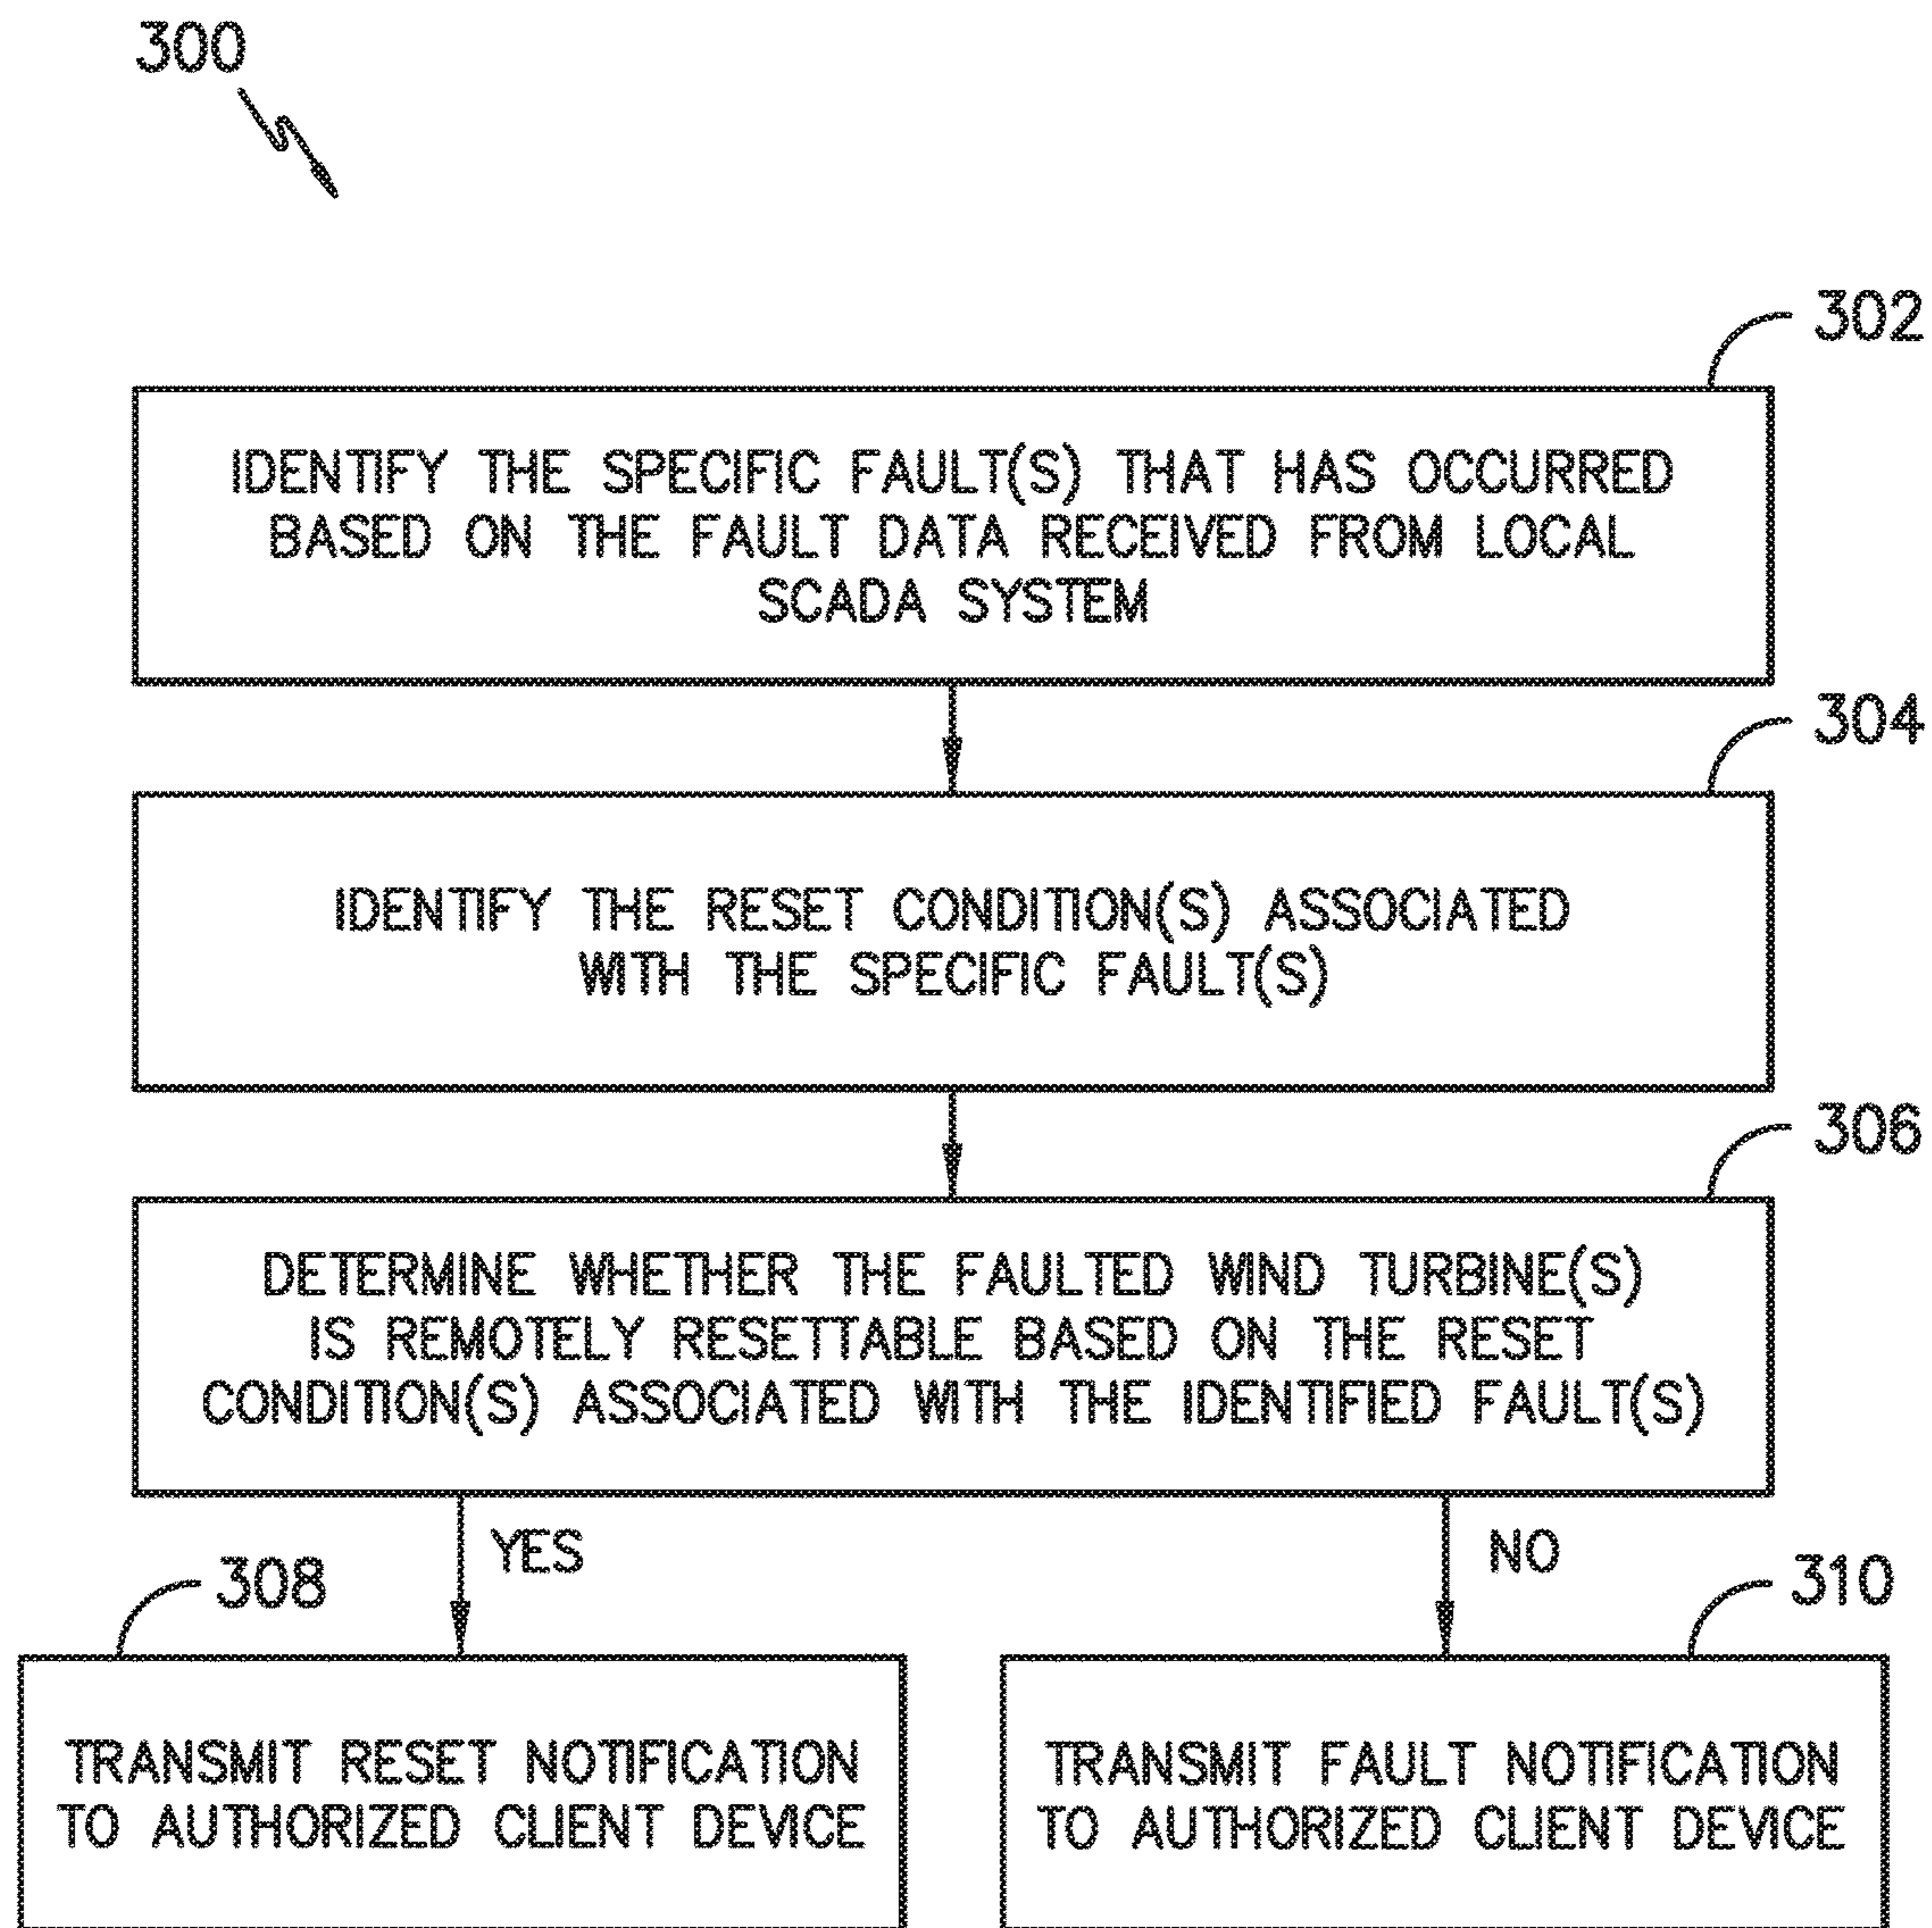 300
302
IDENTIFY THE SPECIFIC FAULT(S) THAT HAS OCCURRED
BASED ON THE FAULT DATA RECEIVED FROM LOCAL
SCADA SYSTEM
304
IDENTIFY THE RESET CONDITION(S) ASSOCIATED
WITH THE SPECIFIC FAULT(S)
306
DETERMINE WHETHER THE FAULTED WIND TURBINE(S)
IS REMOTELY RESETTABLE BASED ON THE RESET
CONDITION(S) ASSOCIATED WITH THE IDENTIFIED FAULT(S)
YES
NO
308
310
TRANSMIT RESET NOTIFICATION
TO AUTHORIZED CLIENT DEVICE
TRANSMIT FAULT NOTIFICATION
TO AUTHORIZED CLIENT DEVICE